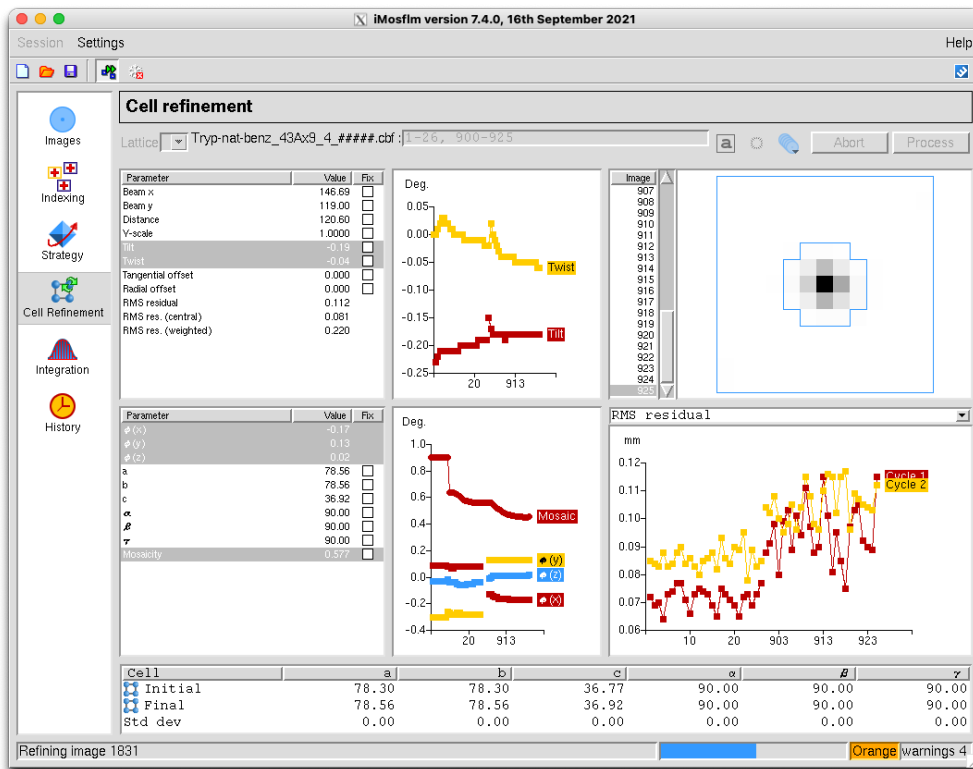 iMosflm version 7.4.0, 16th September 2021
Session Settings Help
Images
Indexing
Strategy
Cell Refinement
Integration
History
Cell refinement
Lattice Tryp-nat-benz_43Ax9_4_#####.cbf : 1-26, 900-925 a Abort Process
Parameter Value Fix
Beam x 146.69
Beam y 119.00
Distance 120.60
Y-scale 1.0000
Tilt -0.19
Twist -0.04
Tangential offset 0.000
Radial offset 0.000
RMS residual 0.112
RMS res. (central) 0.081
RMS res. (weighted) 0.220
Deg.
0.05
0.00
-0.05
-0.10
-0.15
-0.20
-0.25
20 913
Twist
Tilt
Image
907
908
909
910
911
912
913
914
915
916
917
918
919
920
921
922
923
924
925
Parameter Value Fix
ϕ(x) -0.17
ϕ(y) 0.13
ϕ(z) 0.02
a 78.56
b 78.56
c 36.92
α 90.00
β 90.00
γ 90.00
Mosaicity 0.577
Deg.
1.0
0.8
0.6
0.4
0.2
0.0
-0.2
-0.4
20 913
Mosaic
ϕ(y)
ϕ(z)
ϕ(x)
RMS residual
mm
0.12
0.11
0.10
0.09
0.08
0.07
0.06
10 20 903 913 923
Cycle 1
Cycle 2
Cell a b c α β γ
Initial 78.30 78.30 36.77 90.00 90.00 90.00
Final 78.56 78.56 36.92 90.00 90.00 90.00
Std dev 0.00 0.00 0.00 0.00 0.00 0.00
Refining image 1831 Orange warnings 4